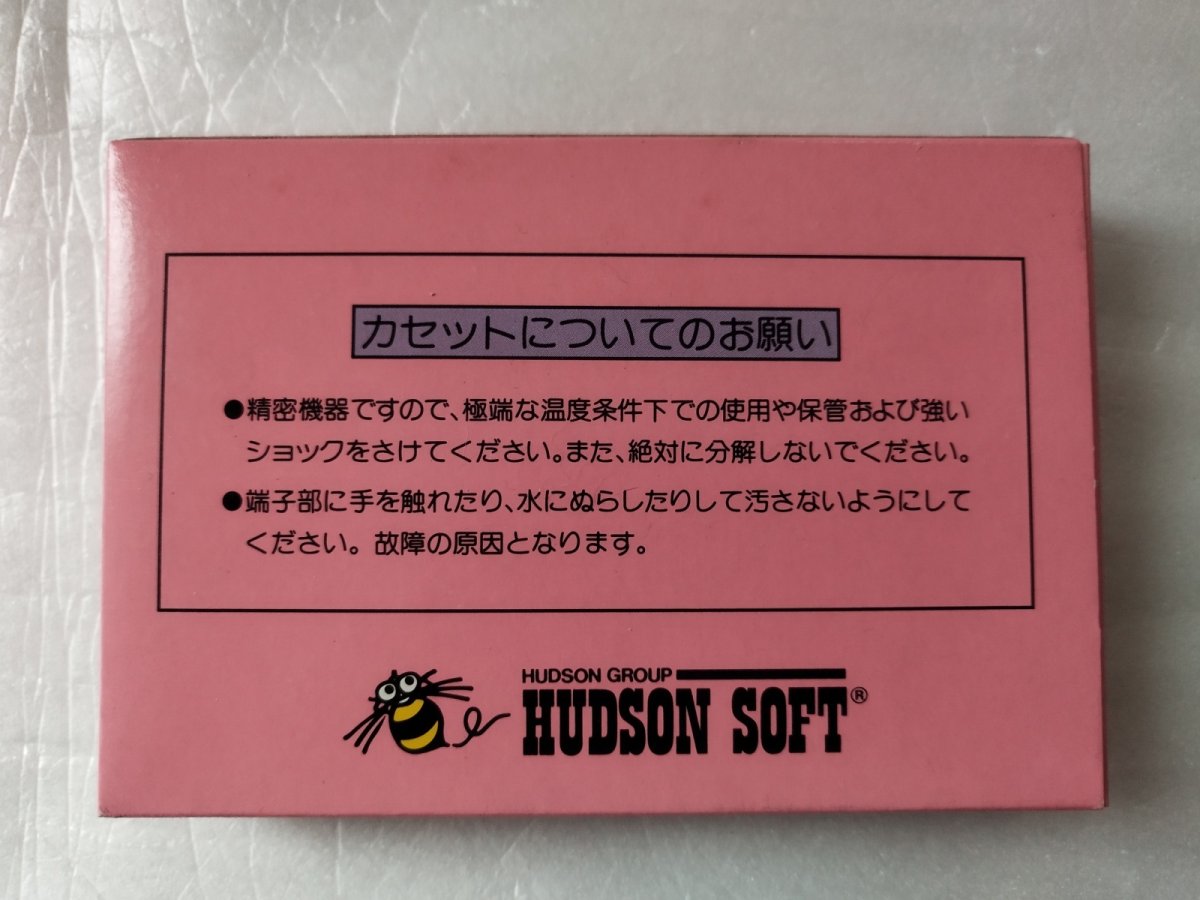 カセットについてのお願い
●精密機器ですので、極端な温度条件下での使用や保管および強い
ショックをさけてください。また、絶対に分解しないでください。
●端子部に手を触れたり、水にぬらしたりして汚さないようにして
ください。故障の原因となります。
HUDSON GROUP
HUDSON SOFT®